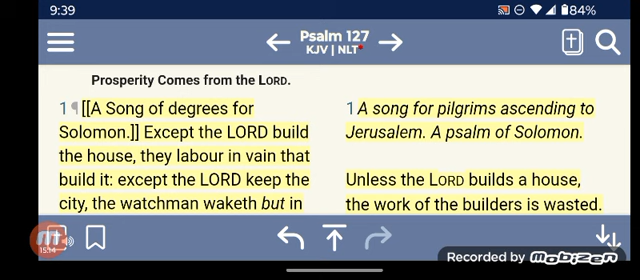 9:39
84%
Psalm 127
KJV | NLT
Prosperity Comes from the LORD.
1 ¶ [[A Song of degrees for
Solomon.]] Except the LORD build
the house, they labour in vain that
build it: except the LORD keep the
city, the watchman waketh but in
1 A song for pilgrims ascending to
Jerusalem. A psalm of Solomon.
Unless the LORD builds a house,
the work of the builders is wasted.
15:14
Recorded by mobizen